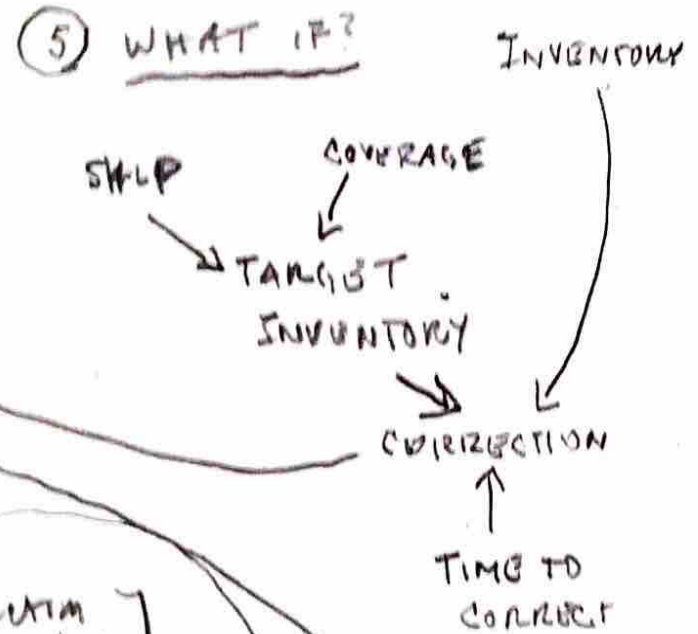 5 WHAT IF?
INVENTORY
COVERAGE
SHIP
TARGET
INVENTORY
CORRECTION
TIME TO
CORRECT